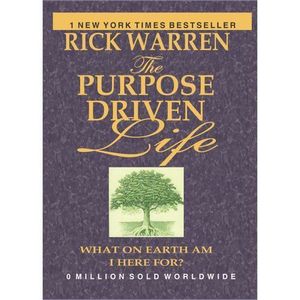 1 NEW YORK TIMES BESTSELLER
RICK WARREN
The
PURPOSE
DRIVEN
Life
WHAT ON EARTH AM
I HERE FOR?
0 MILLION SOLD WORLDWIDE